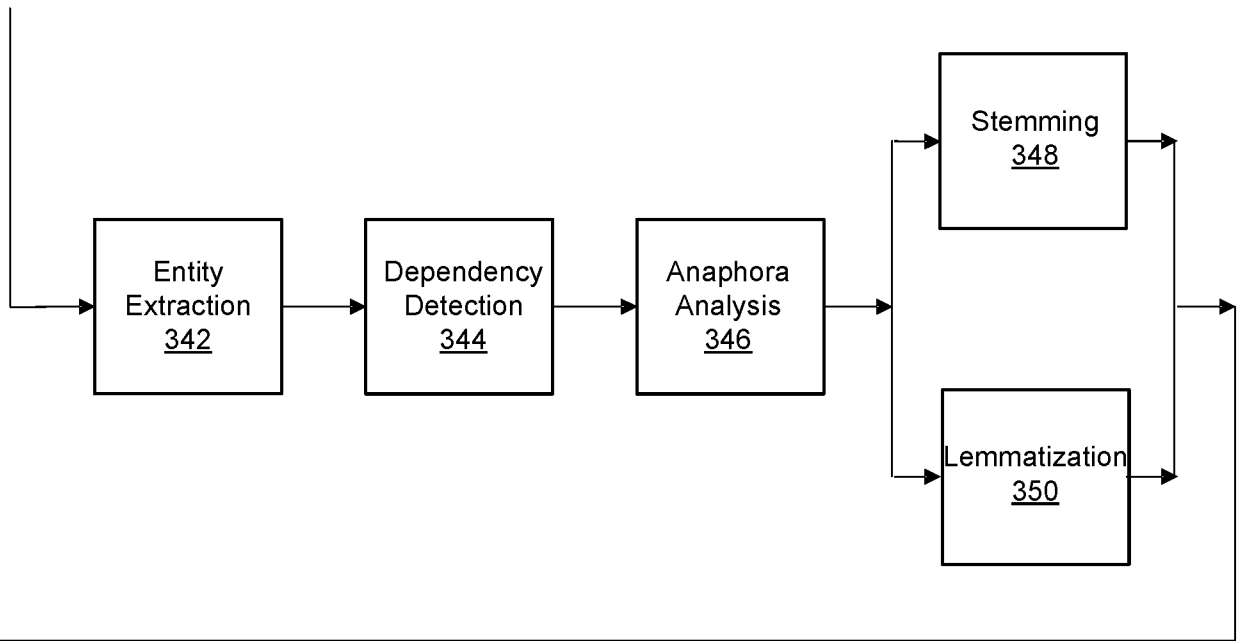 Entity
Extraction
342
Dependency
Detection
344
Anaphora
Analysis
346
Stemming
348
Lemmatization
350